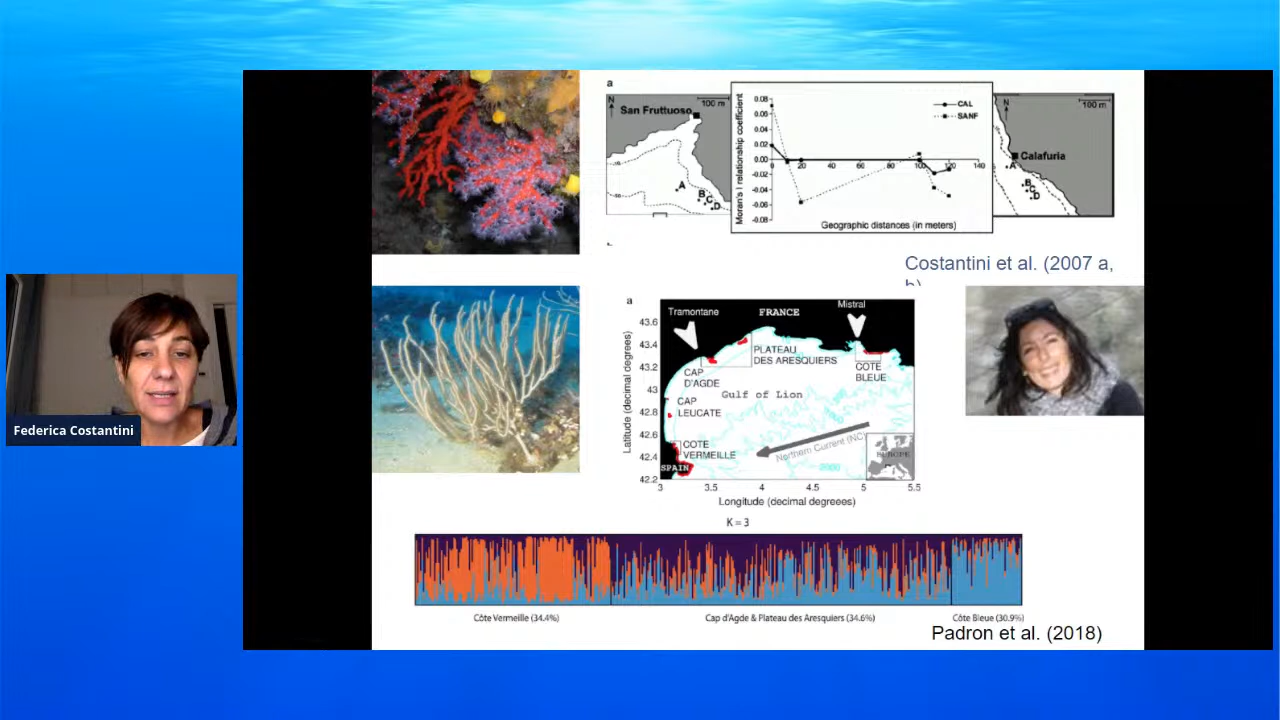 a
San Fruttuoso
N
100 m
A
B
C
D
Moran's I relationship coefficient
0.08
0.06
0.04
0.02
0.00
-0.02
-0.04
-0.06
-0.08
0
20
40
60
80
100
120
140
CAL
SANF
Geographic distances (in meters)
N
100 m
Calafuria
A
B
C
D
Costantini et al. (2007 a,
b)
Federica Costantini
a
Tramontane
FRANCE
Mistral
Latitude (decimal degrees)
43.6
43.4
43.2
43
42.8
42.6
42.4
42.2
PLATEAU
DES ARESQUIERS
CAP
D'AGDE
COTE
BLEUE
Gulf of Lion
CAP
LEUCATE
COTE
VERMEILLE
Northern Current (NC)
SPAIN
EUROPE
3
3.5
4
4.5
5
5.5
Longitude (decimal degreees)
K = 3
Côte Vermeille (34.4%)
Cap d'Agde & Plateau des Aresquiers (34.6%)
Côte Bleue (30.9%)
Padron et al. (2018)